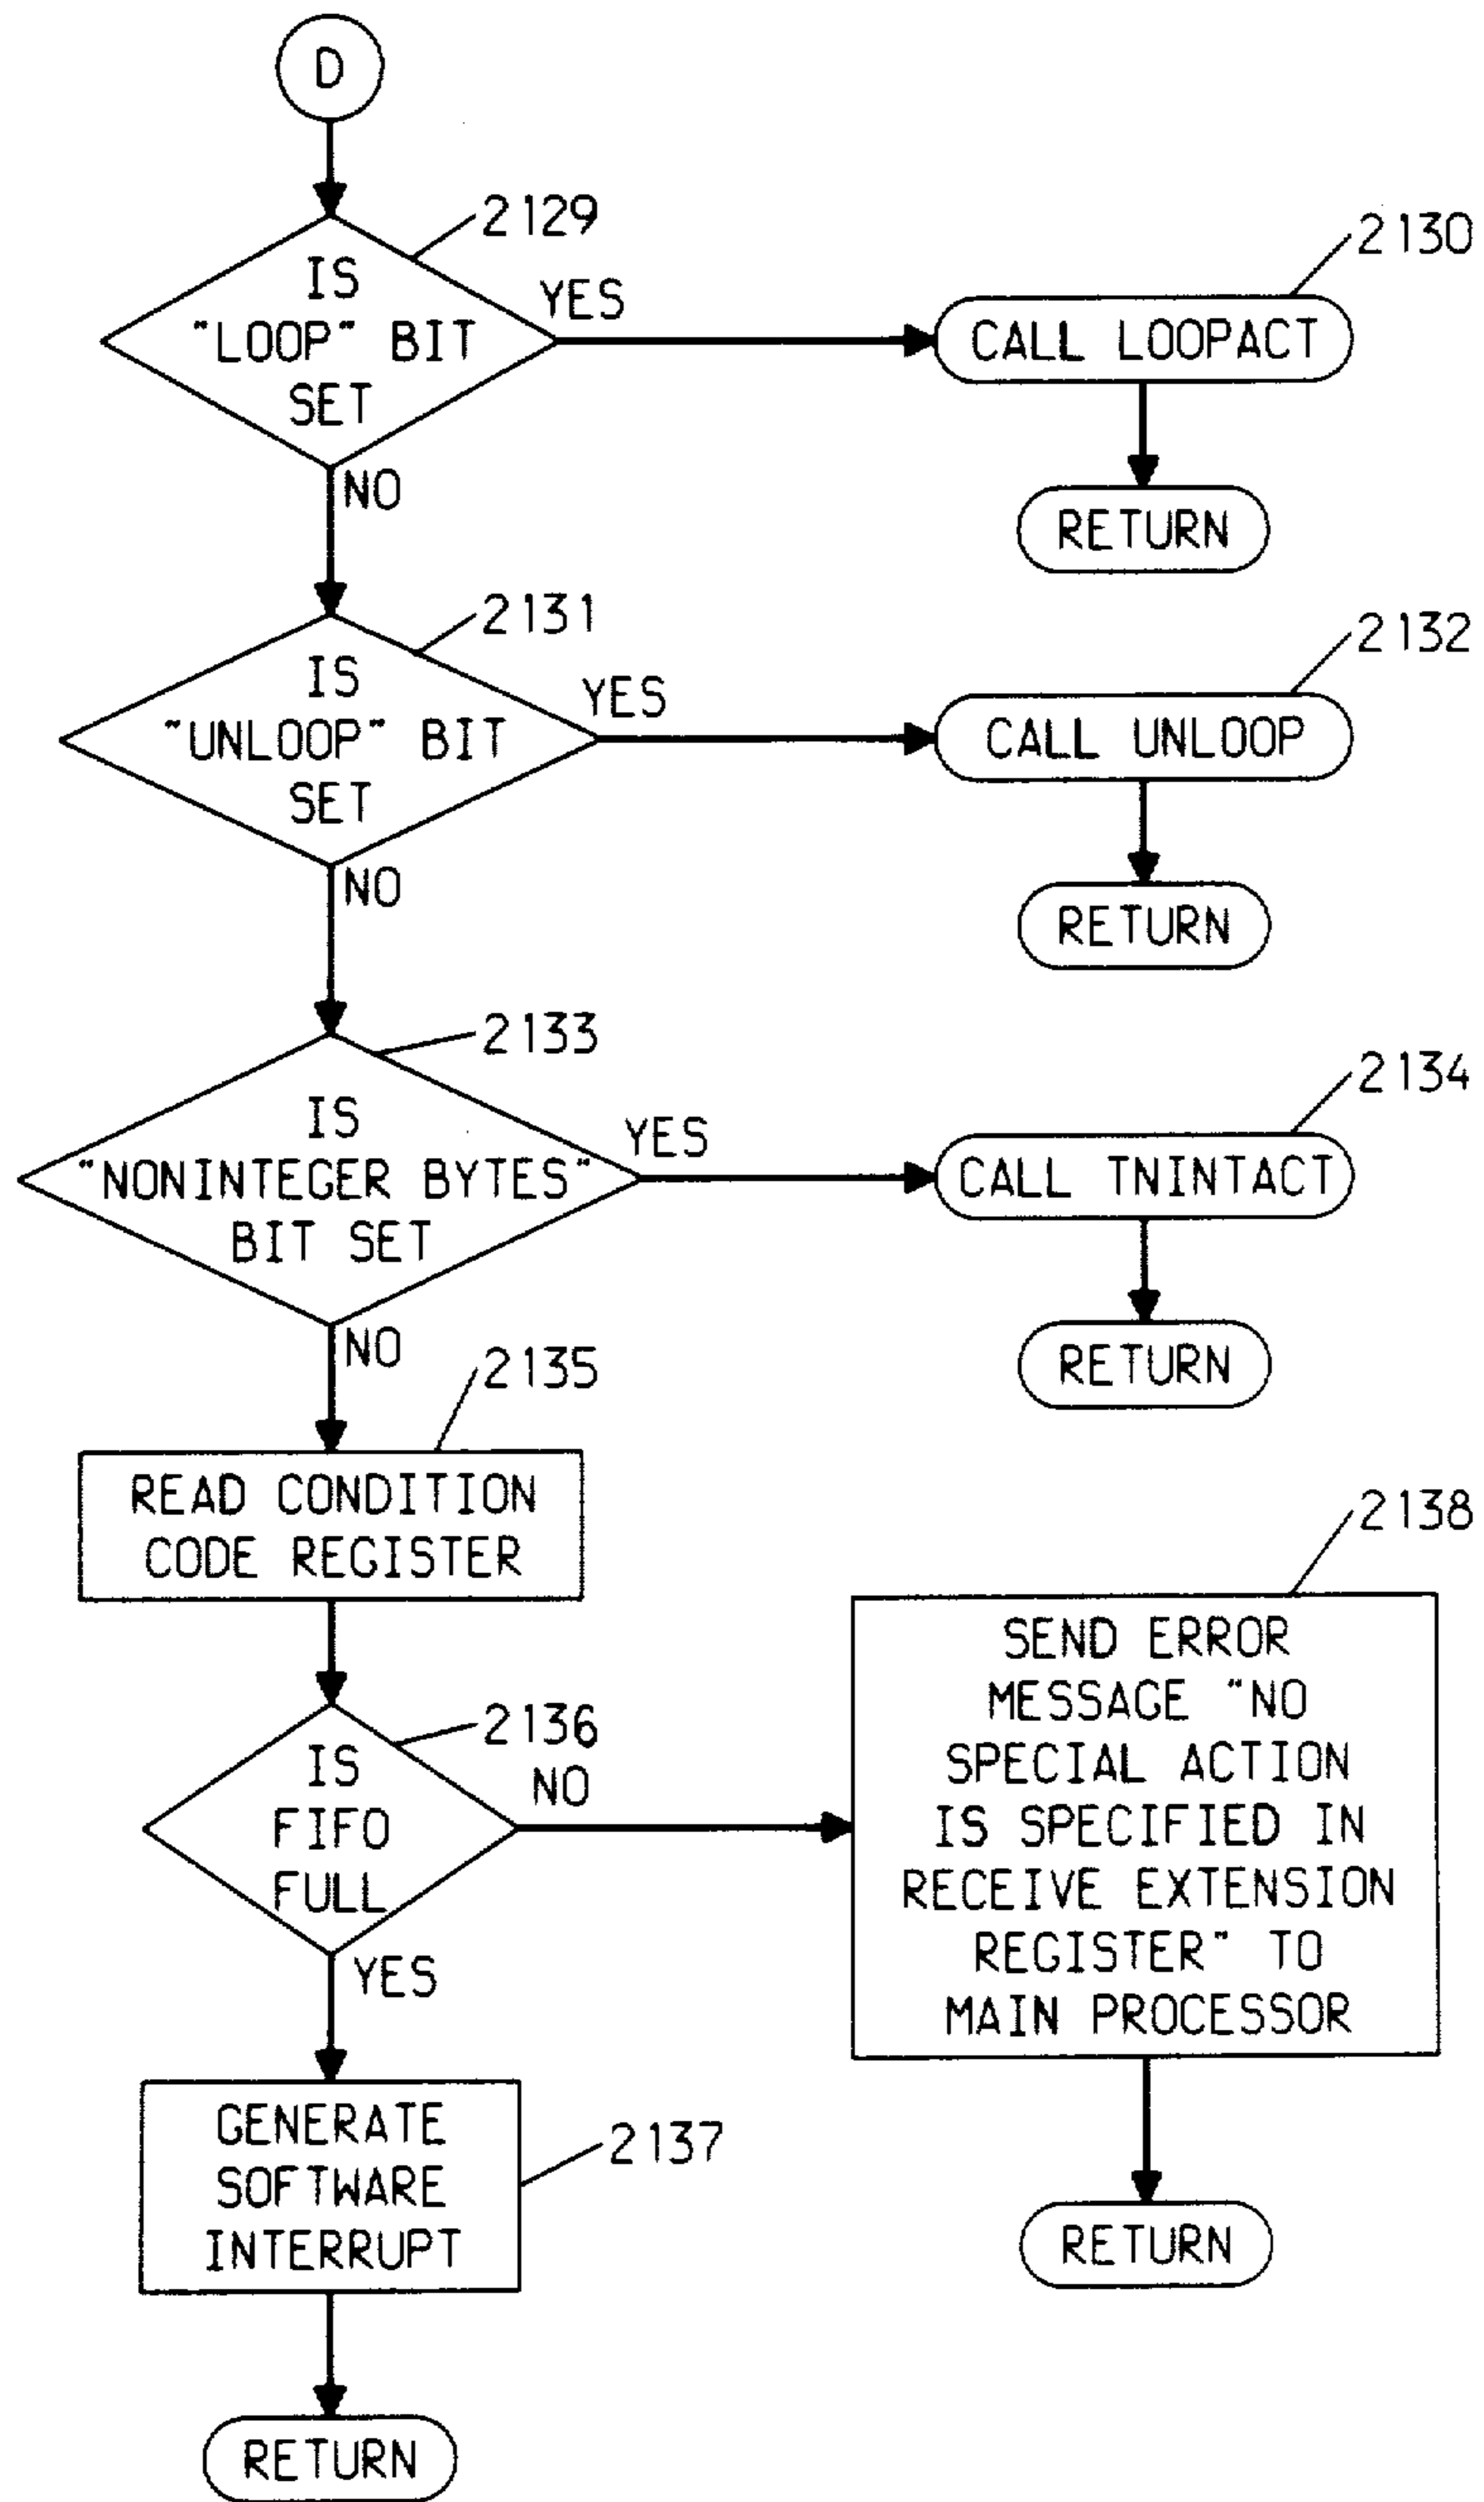 D
2129
IS
"LOOP" BIT
SET
YES
2130
CALL LOOPACT
NO
RETURN
2131
IS
"UNLOOP" BIT
SET
YES
2132
CALL UNLOOP
NO
RETURN
2133
IS
"NONINTEGER BYTES"
BIT SET
YES
2134
CALL TNINTACT
NO
RETURN
2135
READ CONDITION
CODE REGISTER
2136
IS
FIFO
FULL
NO
2138
SEND ERROR
MESSAGE "NO
SPECIAL ACTION
IS SPECIFIED IN
RECEIVE EXTENSION
REGISTER" TO
MAIN PROCESSOR
YES
GENERATE
SOFTWARE
INTERRUPT
2137
RETURN
RETURN